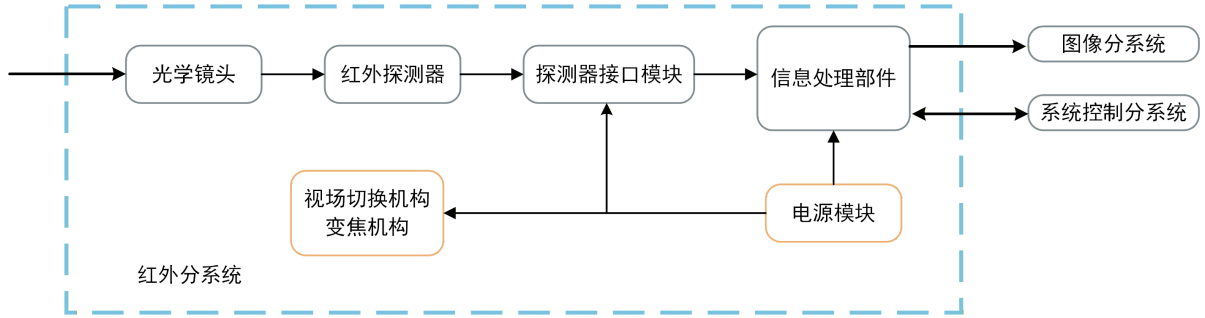 光学镜头
红外探测器
探测器接口模块
信息处理部件
图像分系统
系统控制分系统
视场切换机构
变焦机构
电源模块
红外分系统